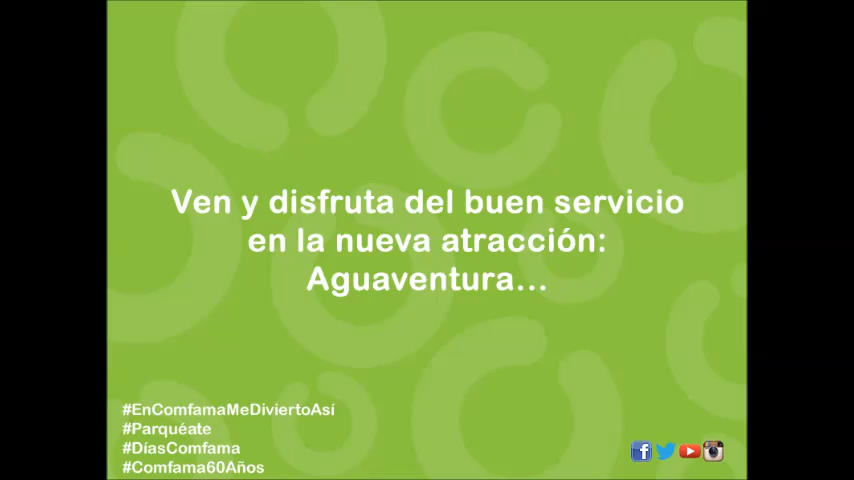 Ven y disfruta del buen servicio
en la nueva atracción:
Aguaventura...
#EnComfamaMeDiviertoAsí
#Parquéate
#DíasComfama
#Comfama60Años